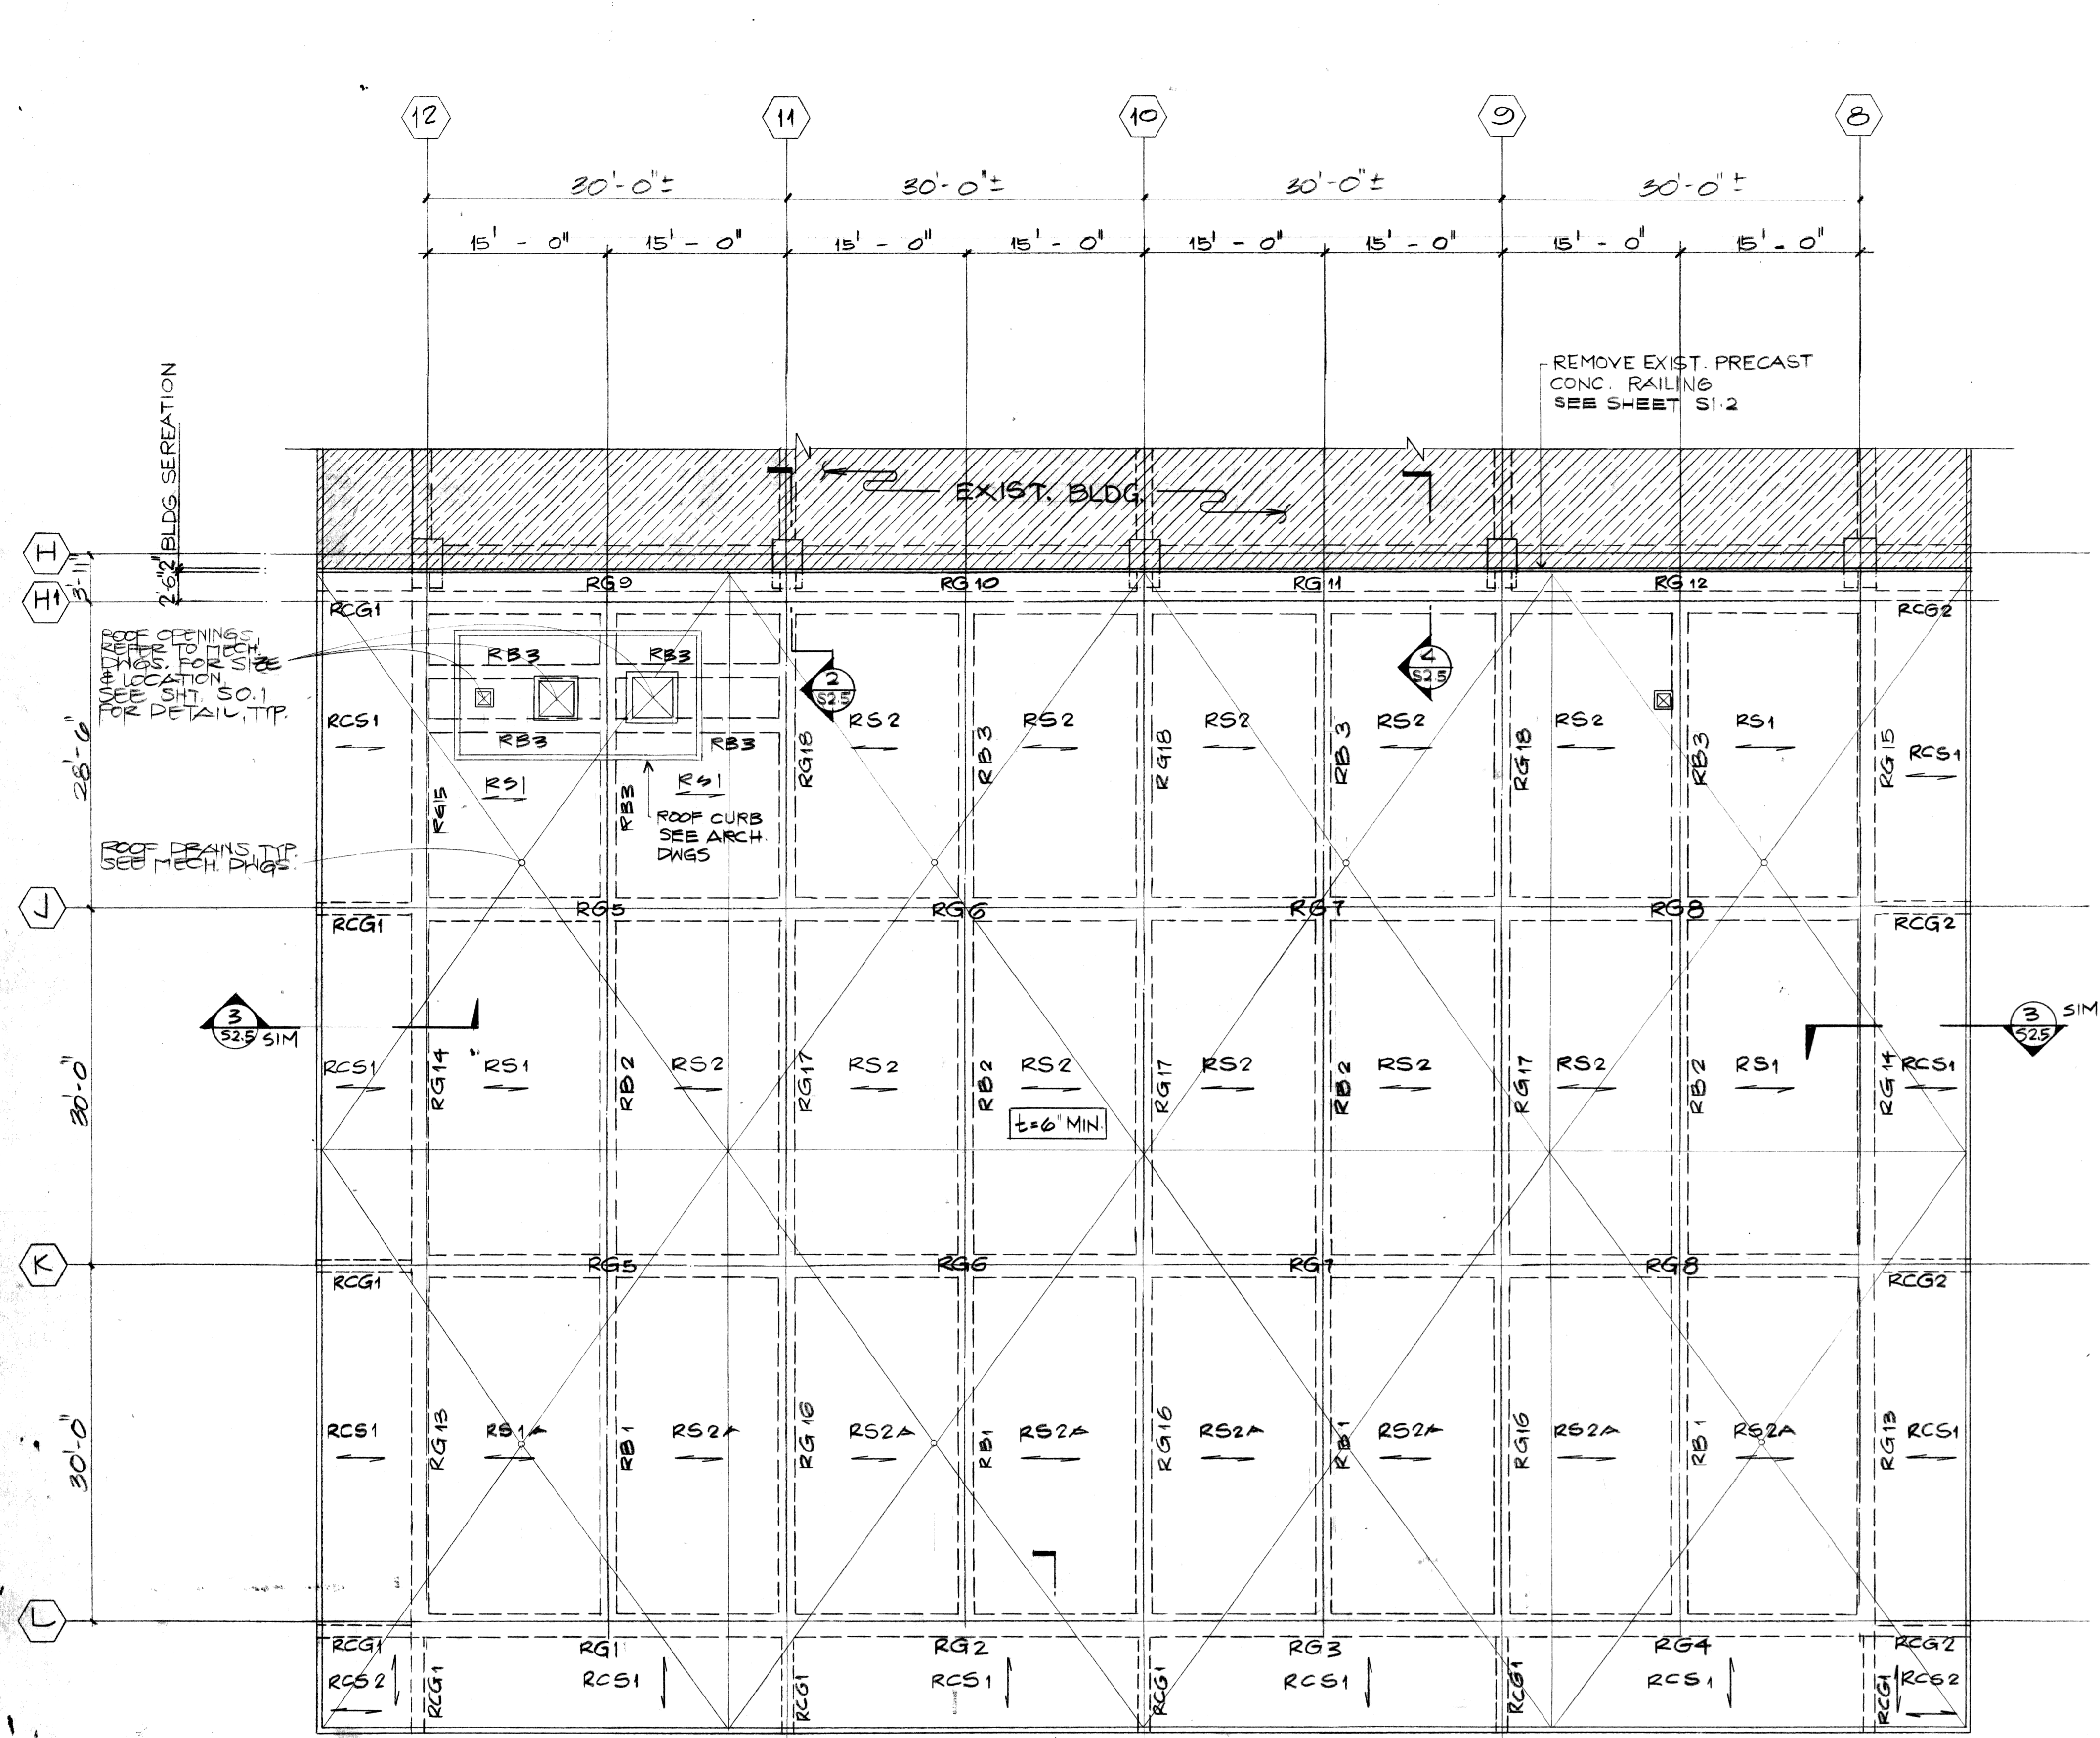 12 11 10 9 8
30'-0"± 30'-0"± 30'-0"± 30'-0"±
15'-0" 15'-0" 15'-0" 15'-0" 15'-0" 15'-0" 15'-0" 15'-0"
REMOVE EXIST. PRECAST
CONC. RAILING
SEE SHEET S1.2
2" BLDG SEREATION
EXIST. BLDG.
H
3'-11"
2'6"
H1
RG9 RG10 RG11 RG12
RCG1 RCG2
ROOF OPENINGS,
REFER TO MECH.
DWGS. FOR SIZE
& LOCATION,
SEE SHT. S0.1
FOR DETAIL, TYP.
RB3 RB3
2
S2.5
4
S2.5
28'-6"
RCS1 RS2 RS2 RS2 RS2 RS2 RS1 RCS1
RB3 RB3
RG15 RB3 RG18 RB3 RG18 RB3 RG18 RB3 RG15
RS1 RS1
ROOF CURB
SEE ARCH.
DWGS
ROOF DRAINS, TYP.
SEE MECH. DWGS.
J
RG5 RG6 RG7 RG8
RCG1 RCG2
3
S2.5 SIM
3
S2.5 SIM
30'-0"
RCS1 RS1 RS2 RS2 RS2 RS2 RS2 RS2 RS1 RCS1
RG14 RB2 RG17 RB2 RG17 RB2 RG17 RB2 RG14
t=6" MIN.
K
RG5 RG6 RG7 RG8
RCG1 RCG2
30'-0"
RCS1 RS1A RS2A RS2A RS2A RS2A RS2A RS2A RS2A RCS1
RG13 RB1 RG16 RB1 RG16 RB1 RG16 RB1 RG13
L
RCG1 RG1 RG2 RG3 RG4 RCG2
RCS2 RCS1 RCS1 RCS1 RCS1 RCS2
RCG1 RCG1 RCG1 RCG1 RCG1